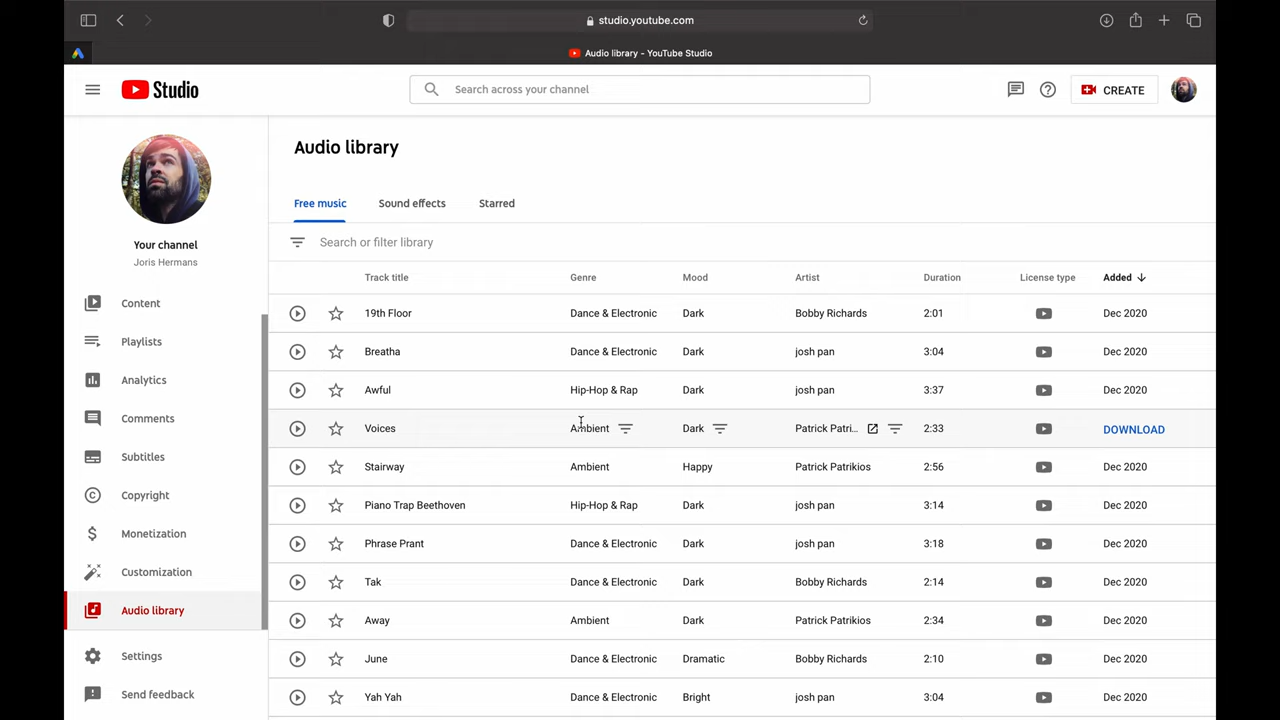 studio.youtube.com
Audio library - YouTube Studio
Studio
Search across your channel
CREATE
Your channel
Joris Hermans
Content
Playlists
Analytics
Comments
Subtitles
Copyright
Monetization
Customization
Audio library
Settings
Send feedback
Audio library
Free music Sound effects Starred
Search or filter library
Track title Genre Mood Artist Duration License type Added
19th Floor Dance & Electronic Dark Bobby Richards 2:01 Dec 2020
Breatha Dance & Electronic Dark josh pan 3:04 Dec 2020
Awful Hip-Hop & Rap Dark josh pan 3:37 Dec 2020
Voices Ambient Dark Patrick Patri... 2:33 DOWNLOAD
Stairway Ambient Happy Patrick Patrikios 2:56 Dec 2020
Piano Trap Beethoven Hip-Hop & Rap Dark josh pan 3:14 Dec 2020
Phrase Prant Dance & Electronic Dark josh pan 3:18 Dec 2020
Tak Dance & Electronic Dark Bobby Richards 2:14 Dec 2020
Away Ambient Dark Patrick Patrikios 2:34 Dec 2020
June Dance & Electronic Dramatic Bobby Richards 2:10 Dec 2020
Yah Yah Dance & Electronic Bright josh pan 3:04 Dec 2020